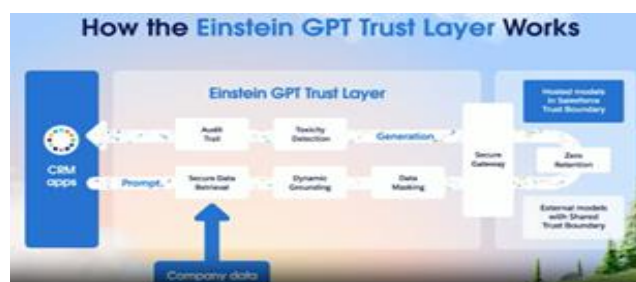 How the Einstein GPT Trust Layer Works
Einstein GPT Trust Layer
Hosted models
in Salesforce
Trust Boundary
Audit
Trail
Toxicity
Detection
Generation
CRM
apps
Secure
Gateway
Zero
Retention
Prompt
Secure Data
Retrieval
Dynamic
Grounding
Data
Masking
External models
with Shared
Trust Boundary
Company data